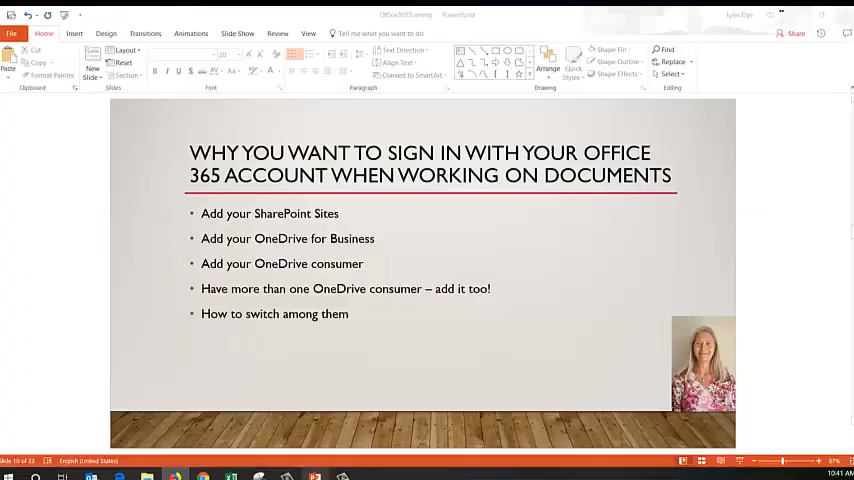 Office365Training - PowerPoint
Lynn Dye
File Home Insert Design Transitions Animations Slide Show Review View Tell me what you want to do
Share
Paste
Cut
Copy
Format Painter
Clipboard
New
Slide
Layout
Reset
Section
Slides
20
Font
Paragraph
Text Direction
Align Text
Convert to SmartArt
Arrange
Quick
Styles
Shape Fill
Shape Outline
Shape Effects
Drawing
Find
Replace
Select
Editing
WHY YOU WANT TO SIGN IN WITH YOUR OFFICE
365 ACCOUNT WHEN WORKING ON DOCUMENTS
• Add your SharePoint Sites
• Add your OneDrive for Business
• Add your OneDrive consumer
• Have more than one OneDrive consumer – add it too!
• How to switch among them
Slide 10 of 23 English (United States)
87%
10:41 AM